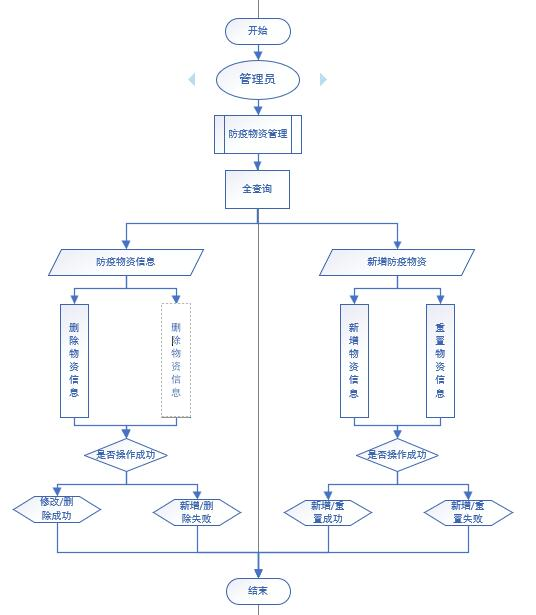 开始
管理员
防疫物资管理
全查询
防疫物资信息
新增防疫物资
删除物资信息
删除物资信息
新增物资信息
重置物资信息
是否操作成功
是否操作成功
修改/删
除成功
新增/删
除失败
新增/重
置成功
新增/重
置失败
结束